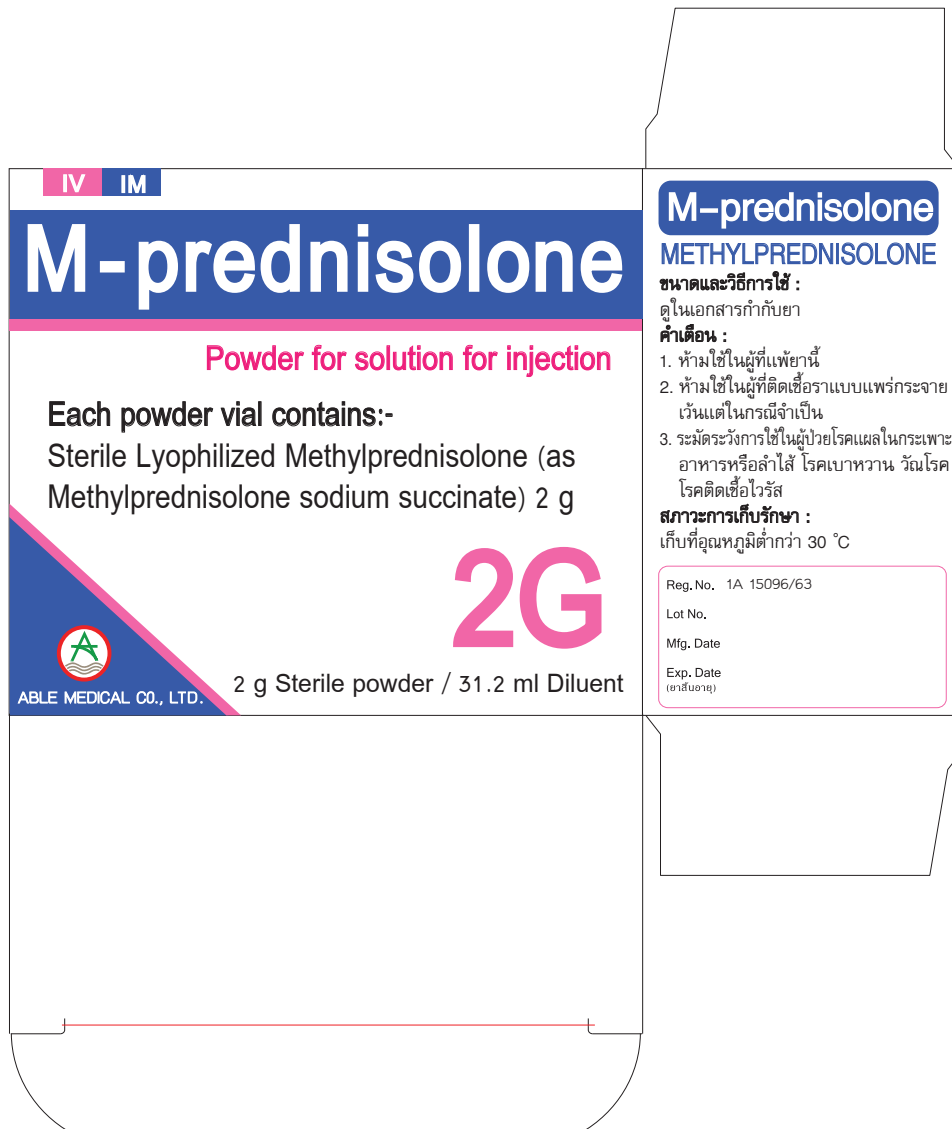 IV IM
M-prednisolone
Powder for solution for injection
Each powder vial contains:-
Sterile Lyophilized Methylprednisolone (as
Methylprednisolone sodium succinate) 2 g
2G
2 g Sterile powder / 31.2 ml Diluent
ABLE MEDICAL CO., LTD.
M-prednisolone
METHYLPREDNISOLONE
ขนาดและวิธีการใช้ :
ดูในเอกสารกำกับยา
คำเตือน :
1. ห้ามใช้ในผู้ที่แพ้ยานี้
2. ห้ามใช้ในผู้ที่ติดเชื้อราแบบแพร่กระจาย
เว้นแต่ในกรณีจำเป็น
3. ระมัดระวังการใช้ในผู้ป่วยโรคแผลในกระเพาะ
อาหารหรือลำไส้ โรคเบาหวาน วัณโรค
โรคติดเชื้อไวรัส
สภาวะการเก็บรักษา :
เก็บที่อุณหภูมิต่ำกว่า 30 °C
Reg. No. 1A 15096/63
Lot No.
Mfg. Date
Exp. Date
(ยาสิ้นอายุ)